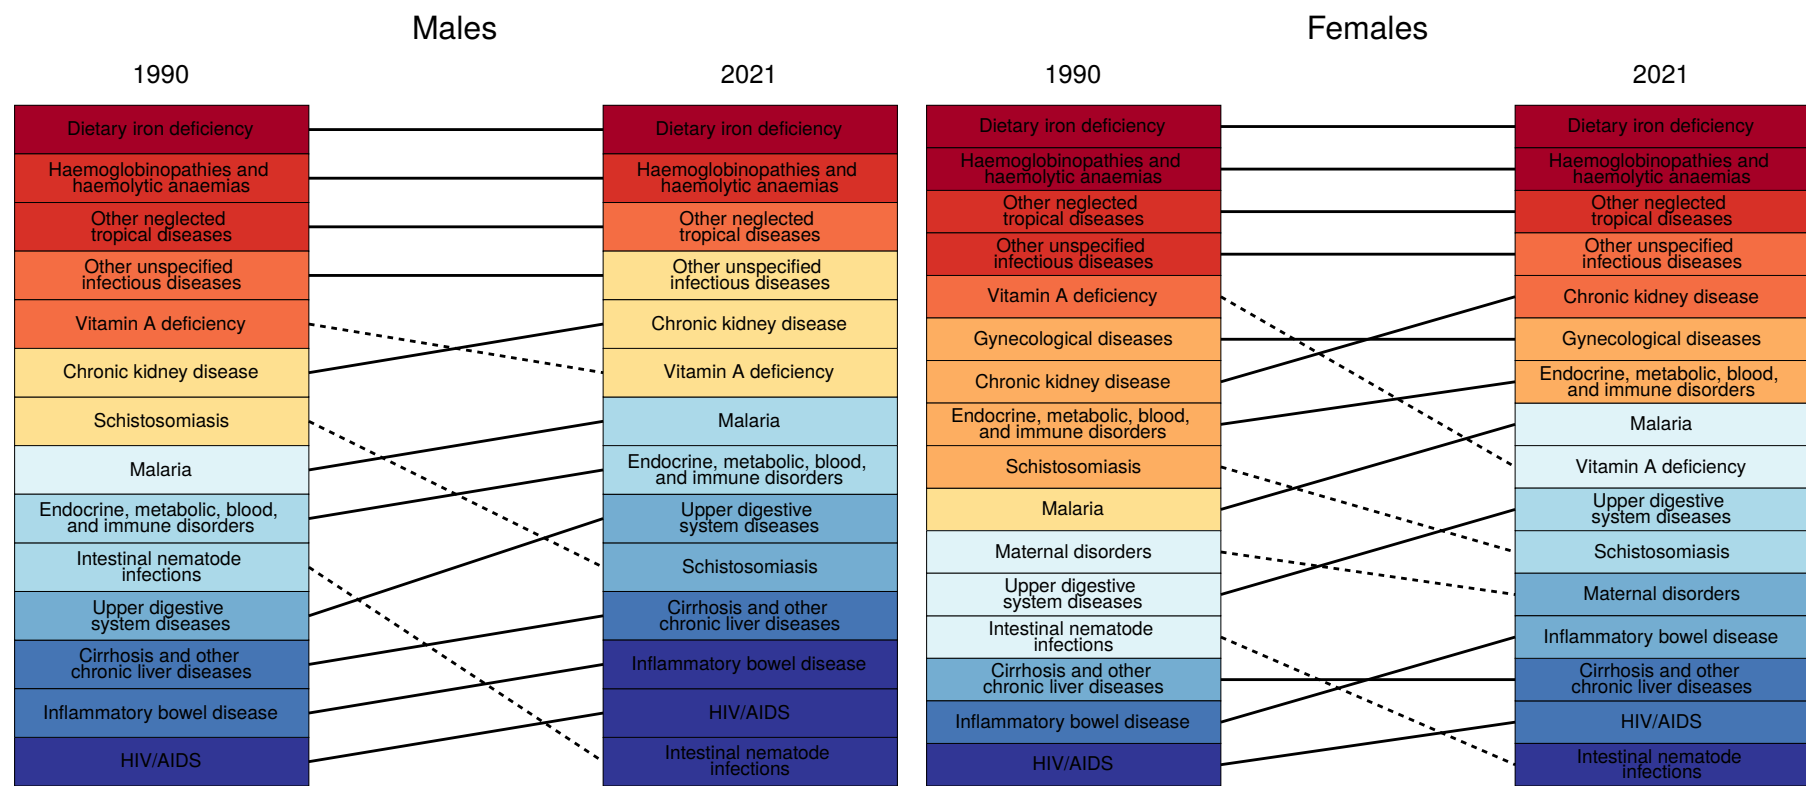 Males
1990
2021
Dietary iron deficiency
Haemoglobinopathies and
haemolytic anaemias
Other neglected
tropical diseases
Other unspecified
infectious diseases
Vitamin A deficiency
Chronic kidney disease
Schistosomiasis
Malaria
Endocrine, metabolic, blood,
and immune disorders
Intestinal nematode
infections
Upper digestive
system diseases
Cirrhosis and other
chronic liver diseases
Inflammatory bowel disease
HIV/AIDS
Dietary iron deficiency
Haemoglobinopathies and
haemolytic anaemias
Other neglected
tropical diseases
Other unspecified
infectious diseases
Chronic kidney disease
Vitamin A deficiency
Malaria
Endocrine, metabolic, blood,
and immune disorders
Upper digestive
system diseases
Schistosomiasis
Cirrhosis and other
chronic liver diseases
Inflammatory bowel disease
HIV/AIDS
Intestinal nematode
infections
Females
1990
2021
Dietary iron deficiency
Haemoglobinopathies and
haemolytic anaemias
Other neglected
tropical diseases
Other unspecified
infectious diseases
Vitamin A deficiency
Gynecological diseases
Chronic kidney disease
Endocrine, metabolic, blood,
and immune disorders
Schistosomiasis
Malaria
Maternal disorders
Upper digestive
system diseases
Intestinal nematode
infections
Cirrhosis and other
chronic liver diseases
Inflammatory bowel disease
HIV/AIDS
Dietary iron deficiency
Haemoglobinopathies and
haemolytic anaemias
Other neglected
tropical diseases
Other unspecified
infectious diseases
Chronic kidney disease
Gynecological diseases
Endocrine, metabolic, blood,
and immune disorders
Malaria
Vitamin A deficiency
Upper digestive
system diseases
Schistosomiasis
Maternal disorders
Inflammatory bowel disease
Cirrhosis and other
chronic liver diseases
HIV/AIDS
Intestinal nematode
infections